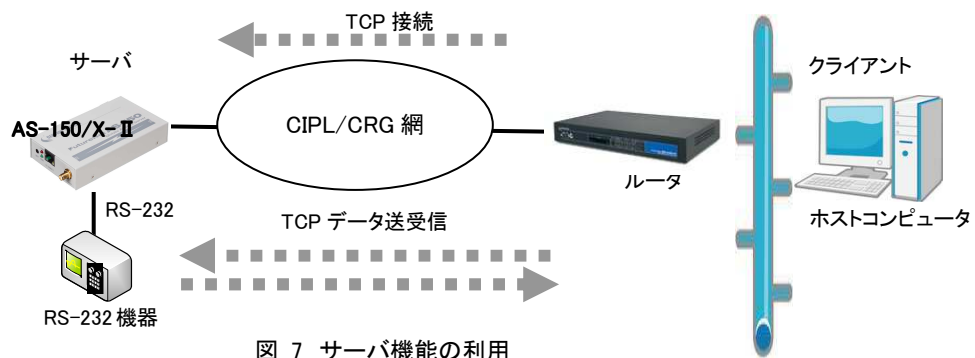 TCP 接続
サーバ
クライアント
AS-150/X-Ⅱ
CIPL/CRG 網
ルータ
ホストコンピュータ
RS-232
TCP データ送受信
RS-232 機器
図 7 サーバ機能の利用